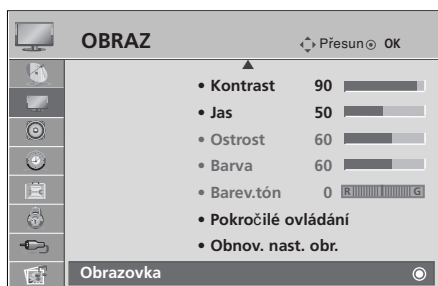 OBRAZ Přesun OK
• Kontrast 90
• Jas 50
• Ostrost 60
• Barva 60
• Barev.tón 0 R G
• Pokročilé ovládání
• Obnov. nast. obr.
Obrazovka